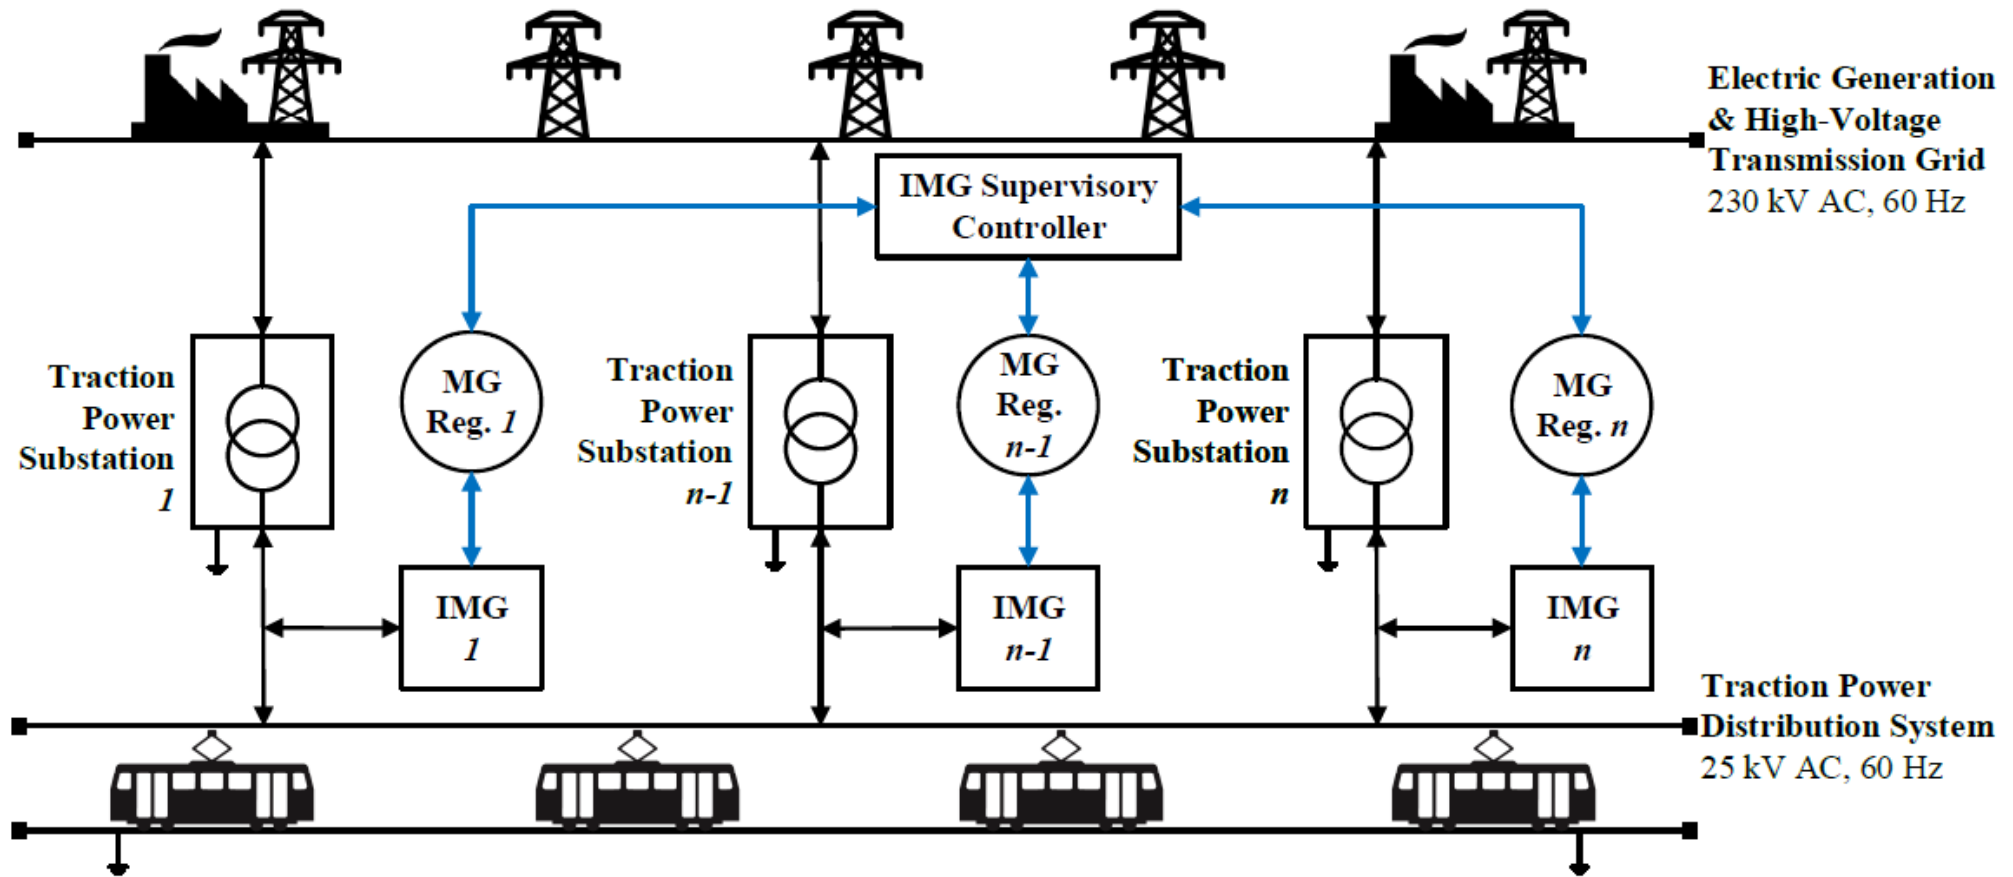 Electric Generation
& High-Voltage
Transmission Grid
230 kV AC, 60 Hz
IMG Supervisory
Controller
Traction
Power
Substation
1
MG
Reg. 1
Traction
Power
Substation
n-1
MG
Reg.
n-1
Traction
Power
Substation
n
MG
Reg. n
IMG
1
IMG
n-1
IMG
n
Traction Power
Distribution System
25 kV AC, 60 Hz